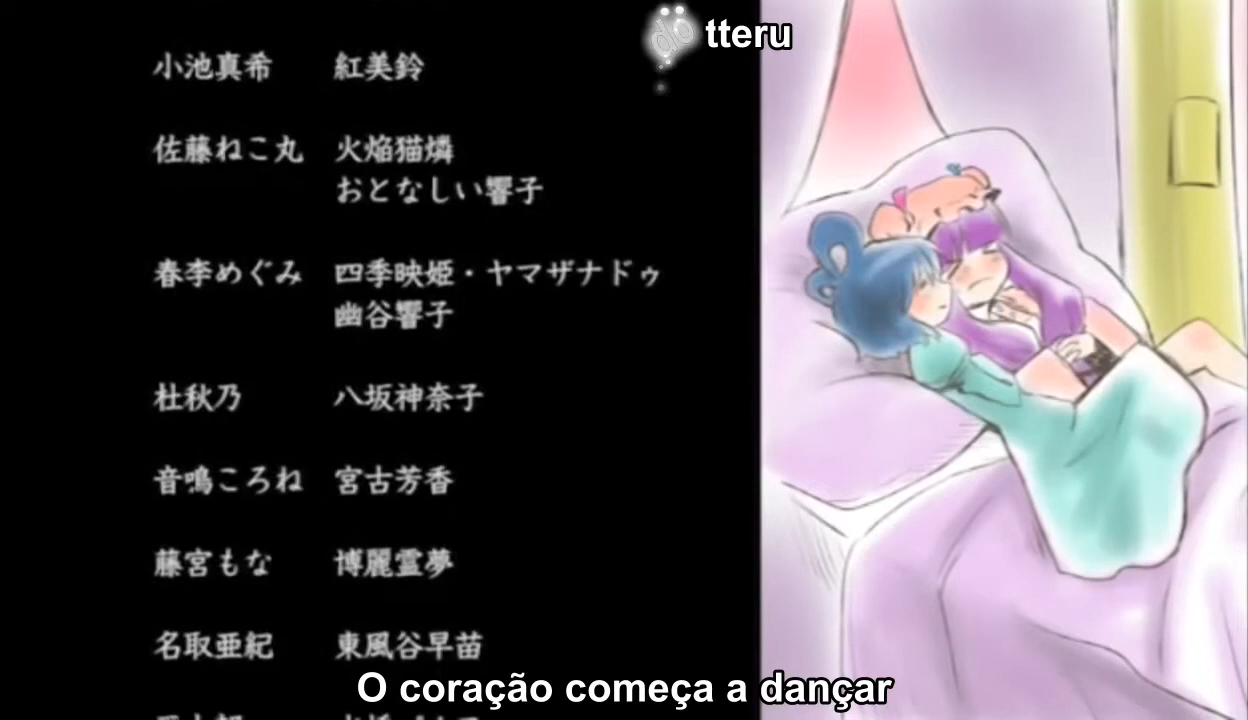 dotteru
小池真希 紅美鈴
佐藤ねこ丸 火焔猫燐
おとなしい響子
春李めぐみ 四季映姫・ヤマザナドゥ
幽谷響子
杜秋乃 八坂神奈子
音鳴ころね 宮古芳香
藤宮もな 博麗霊夢
名取亜紀 東風谷早苗
O coração começa a dançar